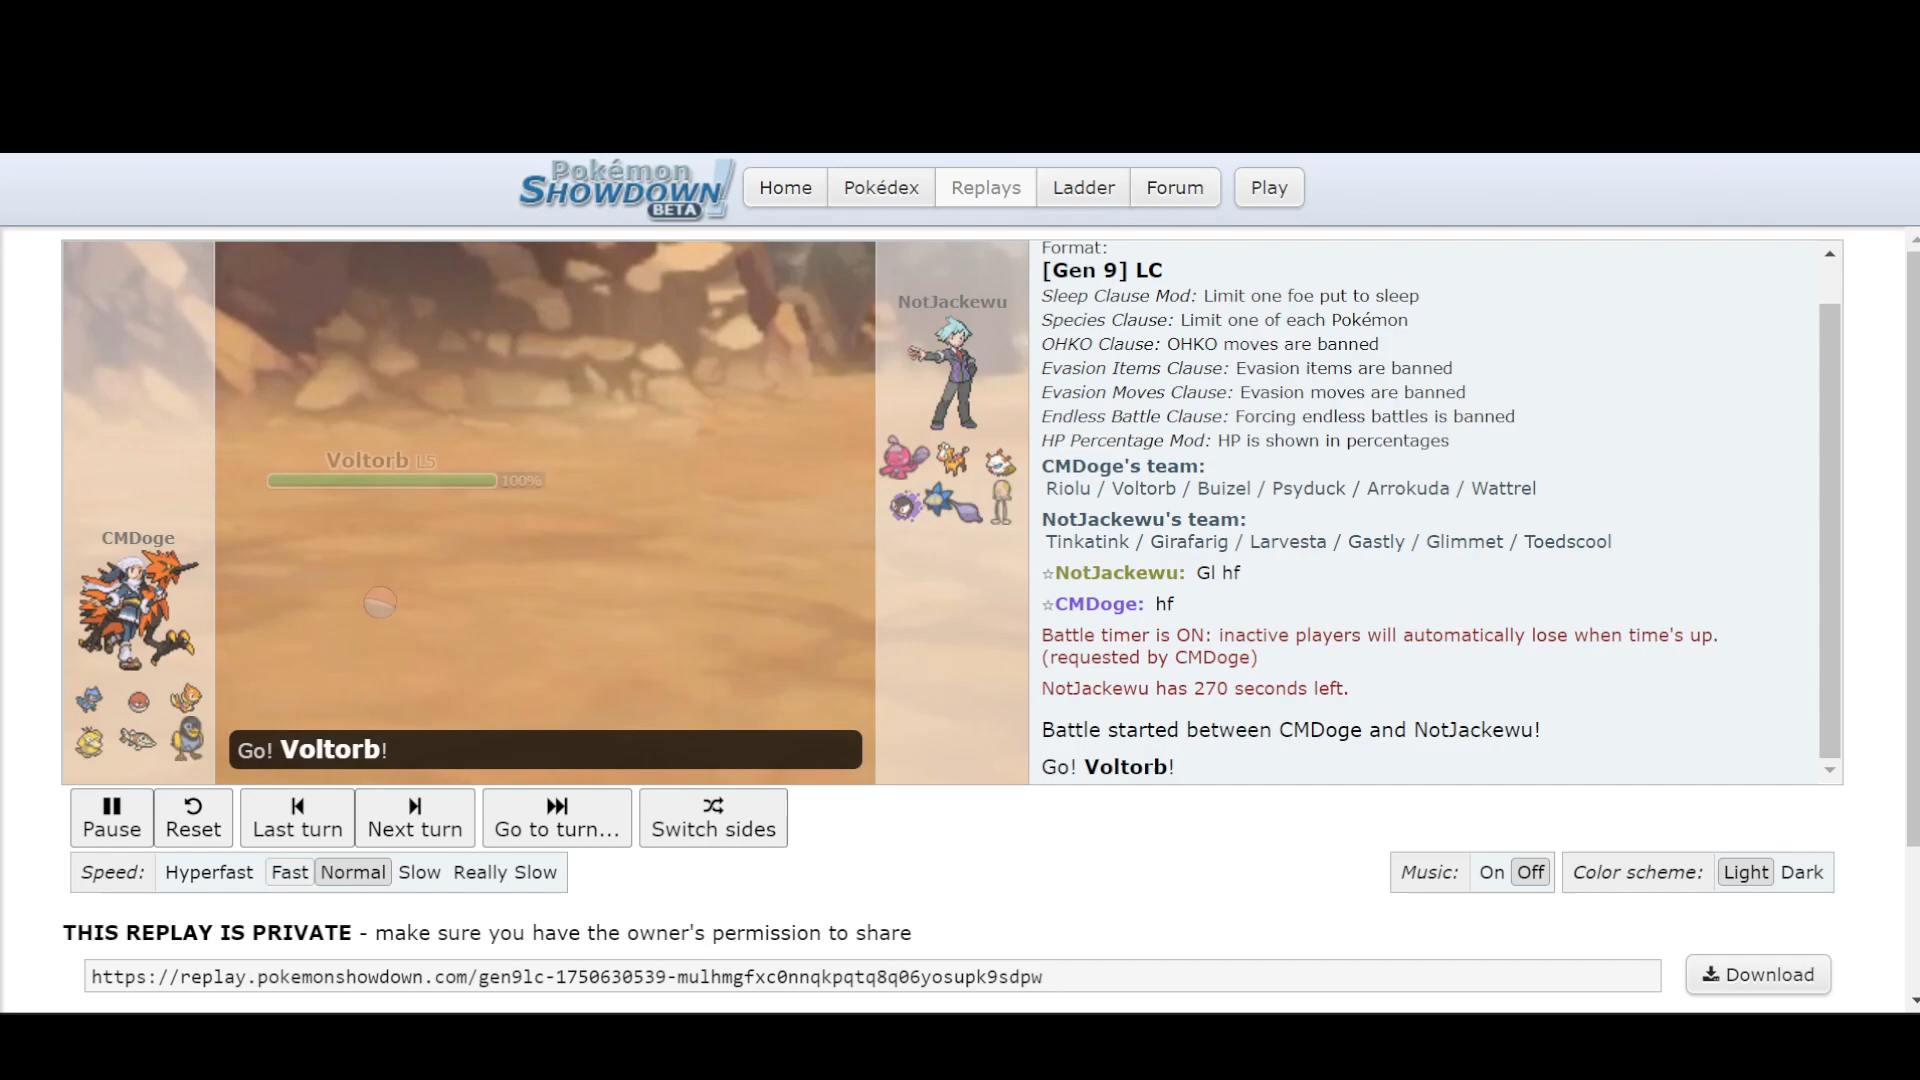 Pokémon
SHOWDOWN!
BETA
Home
Pokédex
Replays
Ladder
Forum
Play
NotJackewu
Voltorb L5
100%
CMDoge
Go! Voltorb!
Format:
[Gen 9] LC
Sleep Clause Mod: Limit one foe put to sleep
Species Clause: Limit one of each Pokémon
OHKO Clause: OHKO moves are banned
Evasion Items Clause: Evasion items are banned
Evasion Moves Clause: Evasion moves are banned
Endless Battle Clause: Forcing endless battles is banned
HP Percentage Mod: HP is shown in percentages
CMDoge's team:
Riolu / Voltorb / Buizel / Psyduck / Arrokuda / Wattrel
NotJackewu's team:
Tinkatink / Girafarig / Larvesta / Gastly / Glimmet / Toedscool
☆NotJackewu: Gl hf
☆CMDoge: hf
Battle timer is ON: inactive players will automatically lose when time's up.
(requested by CMDoge)
NotJackewu has 270 seconds left.
Battle started between CMDoge and NotJackewu!
Go! Voltorb!
Pause
Reset
Last turn
Next turn
Go to turn...
Switch sides
Speed: Hyperfast Fast Normal Slow Really Slow
Music: On Off
Color scheme: Light Dark
THIS REPLAY IS PRIVATE - make sure you have the owner's permission to share
https://replay.pokemonshowdown.com/gen9lc-1750630539-mulhmgfxc0nnqkpqtq8q06yosupk9sdpw
Download